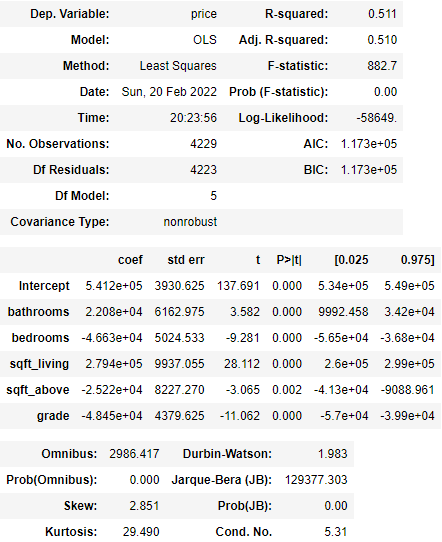 Dep. Variable: price R-squared: 0.511
Model: OLS Adj. R-squared: 0.510
Method: Least Squares F-statistic: 882.7
Date: Sun, 20 Feb 2022 Prob (F-statistic): 0.00
Time: 20:23:56 Log-Likelihood: -58649.
No. Observations: 4229 AIC: 1.173e+05
Df Residuals: 4223 BIC: 1.173e+05
Df Model: 5
Covariance Type: nonrobust
coef std err t P>|t| [0.025 0.975]
Intercept 5.412e+05 3930.625 137.691 0.000 5.34e+05 5.49e+05
bathrooms 2.208e+04 6162.975 3.582 0.000 9992.458 3.42e+04
bedrooms -4.663e+04 5024.533 -9.281 0.000 -5.65e+04 -3.68e+04
sqft_living 2.794e+05 9937.055 28.112 0.000 2.6e+05 2.99e+05
sqft_above -2.522e+04 8227.270 -3.065 0.002 -4.13e+04 -9088.961
grade -4.845e+04 4379.625 -11.062 0.000 -5.7e+04 -3.99e+04
Omnibus: 2986.417 Durbin-Watson: 1.983
Prob(Omnibus): 0.000 Jarque-Bera (JB): 129377.303
Skew: 2.851 Prob(JB): 0.00
Kurtosis: 29.490 Cond. No. 5.31